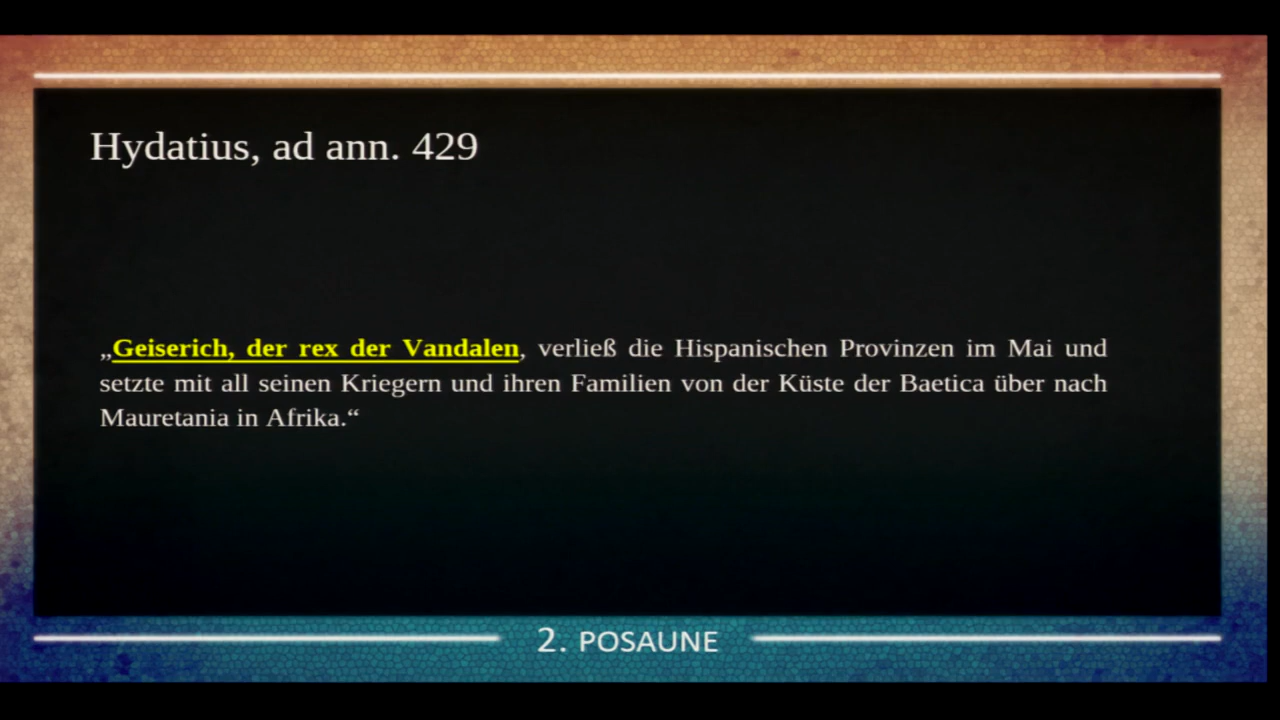 Hydatius, ad ann. 429
„Geiserich, der rex der Vandalen, verließ die Hispanischen Provinzen im Mai und
setzte mit all seinen Kriegern und ihren Familien von der Küste der Baetica über nach
Mauretania in Afrika.“
2. POSAUNE